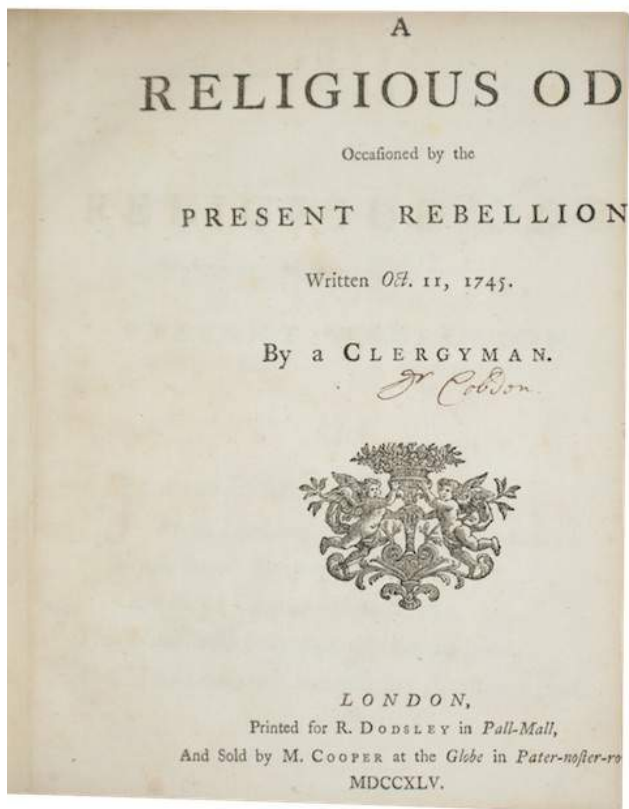 A
RELIGIOUS OD
Occaſioned by the
PRESENT REBELLION
Written Oct. 11, 1745.
By a CLERGYMAN.
Dr Cobdon.
LONDON,
Printed for R. DODSLEY in Pall-Mall,
And Sold by M. COOPER at the Globe in Pater-noſter-ro
MDCCXLV.